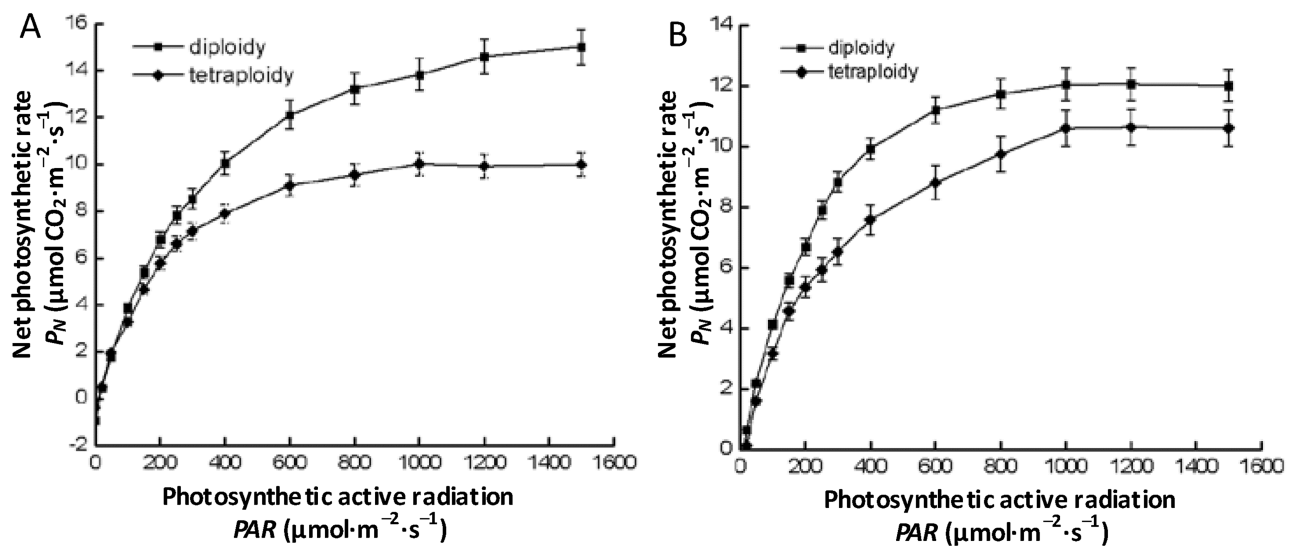 A
Net photosynthetic rate
P_N (μmol CO₂·m⁻²·s⁻¹)
16
14
12
10
8
6
4
2
0
-2
diploidy
tetraploidy
0 200 400 600 800 1000 1200 1400 1600
Photosynthetic active radiation
PAR (μmol·m⁻²·s⁻¹)
B
Net photosynthetic rate
P_N (μmol CO₂·m⁻²·s⁻¹)
14
12
10
8
6
4
2
0
diploidy
tetraploidy
0 200 400 600 800 1000 1200 1400 1600
Photosynthetic active radiation
PAR (μmol·m⁻²·s⁻¹)